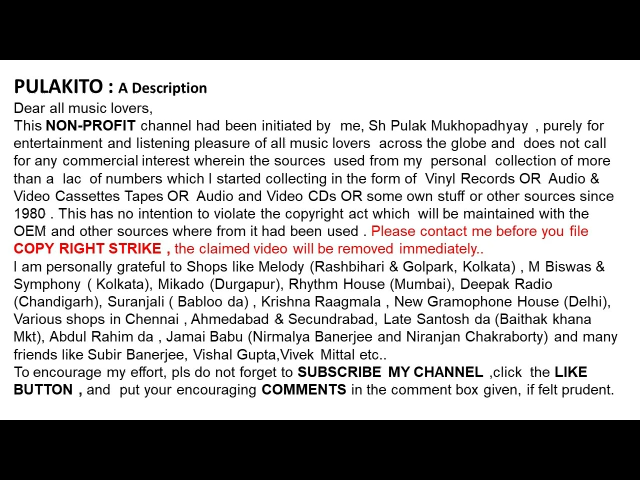 PULAKITO : A Description
Dear all music lovers,
This NON-PROFIT channel had been initiated by me, Sh Pulak Mukhopadhyay , purely for
entertainment and listening pleasure of all music lovers across the globe and does not call
for any commercial interest wherein the sources used from my personal collection of more
than a lac of numbers which I started collecting in the form of Vinyl Records OR Audio &
Video Cassettes Tapes OR Audio and Video CDs OR some own stuff or other sources since
1980 . This has no intention to violate the copyright act which will be maintained with the
OEM and other sources where from it had been used . Please contact me before you file
COPY RIGHT STRIKE , the claimed video will be removed immediately..
I am personally grateful to Shops like Melody (Rashbihari & Golpark, Kolkata) , M Biswas &
Symphony ( Kolkata), Mikado (Durgapur), Rhythm House (Mumbai), Deepak Radio
(Chandigarh), Suranjali ( Babloo da) , Krishna Raagmala , New Gramophone House (Delhi),
Various shops in Chennai , Ahmedabad & Secundrabad, Late Santosh da (Baithak khana
Mkt), Abdul Rahim da , Jamai Babu (Nirmalya Banerjee and Niranjan Chakraborty) and many
friends like Subir Banerjee, Vishal Gupta,Vivek Mittal etc..
To encourage my effort, pls do not forget to SUBSCRIBE MY CHANNEL ,click the LIKE
BUTTON , and put your encouraging COMMENTS in the comment box given, if felt prudent.